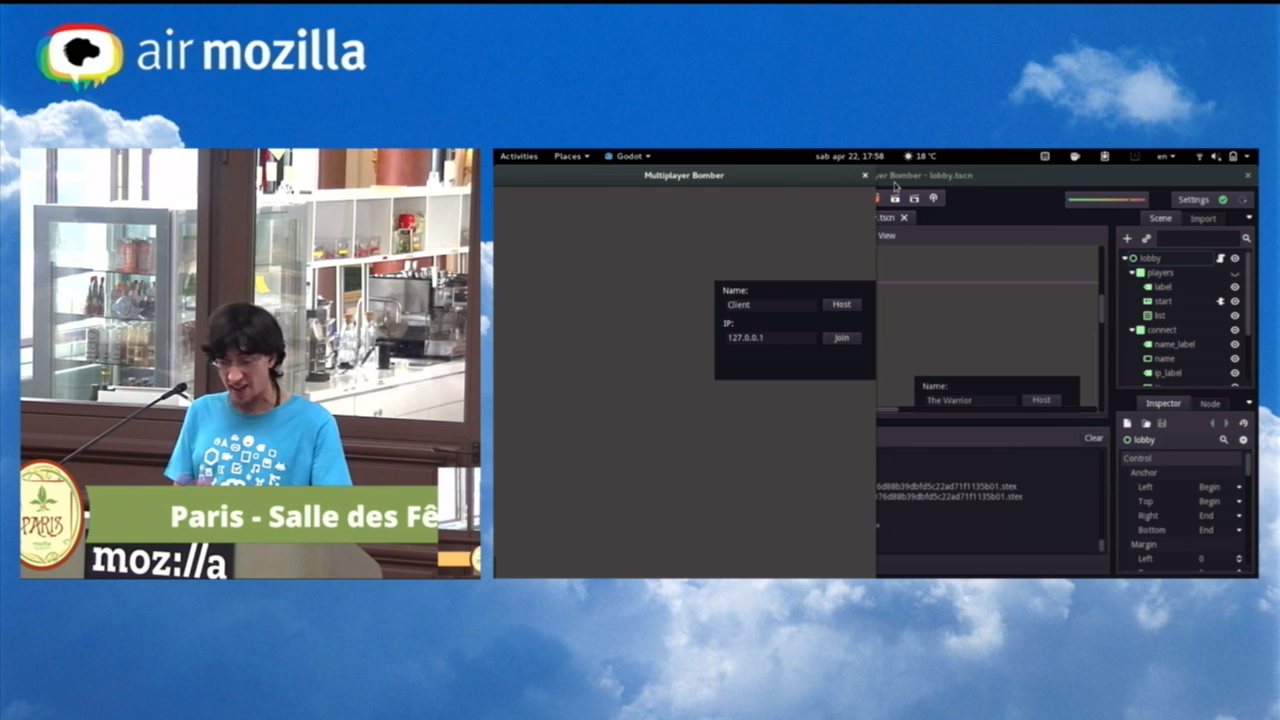 air mozilla
PARIS
mozilla
Paris - Salle des Fê
moz://a
Activities Places Godot sab apr 22, 17:58 18 °C en
Multiplayer Bomber
yer Bomber - lobby.tscn
Settings
.tscn
Scene Import
View
lobby
players
label
start
list
connect
name_label
name
ip_label
Name:
Client Host
IP:
127.0.0.1 Join
Name:
The Warrior Host
Inspector Node
Clear
lobby
Control
Anchor
Left Begin
Top Begin
Right End
Bottom End
Margin
Left 0
6d88b39dbfd5c22ad71f1135b01.stex
76d88b39dbfd5c22ad71f1135b01.stex